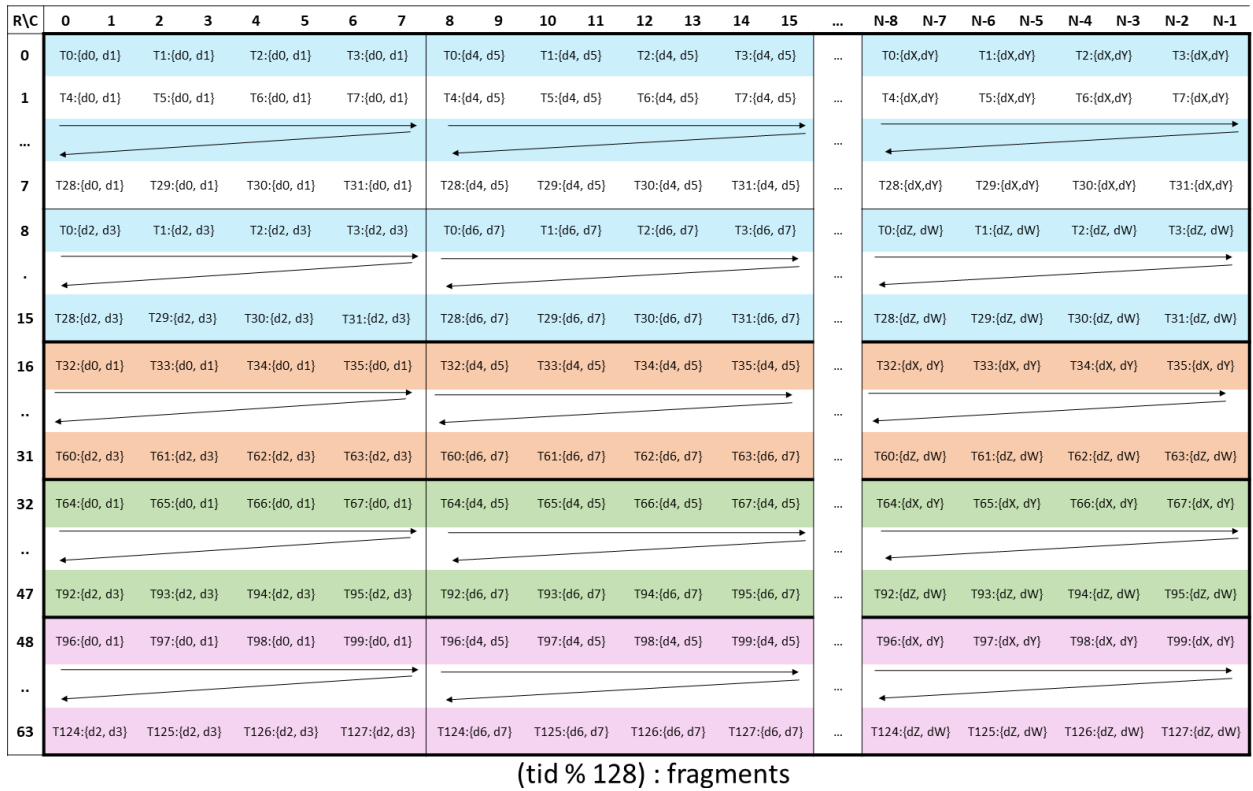 R\C 0 1 2 3 4 5 6 7 8 9 10 11 12 13 14 15 ... N-8 N-7 N-6 N-5 N-4 N-3 N-2 N-1
0 T0:{d0, d1} T1:{d0, d1} T2:{d0, d1} T3:{d0, d1} T0:{d4, d5} T1:{d4, d5} T2:{d4, d5} T3:{d4, d5} ... T0:{dX,dY} T1:{dX,dY} T2:{dX,dY} T3:{dX,dY}
1 T4:{d0, d1} T5:{d0, d1} T6:{d0, d1} T7:{d0, d1} T4:{d4, d5} T5:{d4, d5} T6:{d4, d5} T7:{d4, d5} ... T4:{dX,dY} T5:{dX,dY} T6:{dX,dY} T7:{dX,dY}
... ...
7 T28:{d0, d1} T29:{d0, d1} T30:{d0, d1} T31:{d0, d1} T28:{d4, d5} T29:{d4, d5} T30:{d4, d5} T31:{d4, d5} ... T28:{dX,dY} T29:{dX,dY} T30:{dX,dY} T31:{dX,dY}
8 T0:{d2, d3} T1:{d2, d3} T2:{d2, d3} T3:{d2, d3} T0:{d6, d7} T1:{d6, d7} T2:{d6, d7} T3:{d6, d7} ... T0:{dZ, dW} T1:{dZ, dW} T2:{dZ, dW} T3:{dZ, dW}
. ...
15 T28:{d2, d3} T29:{d2, d3} T30:{d2, d3} T31:{d2, d3} T28:{d6, d7} T29:{d6, d7} T30:{d6, d7} T31:{d6, d7} ... T28:{dZ, dW} T29:{dZ, dW} T30:{dZ, dW} T31:{dZ, dW}
16 T32:{d0, d1} T33:{d0, d1} T34:{d0, d1} T35:{d0, d1} T32:{d4, d5} T33:{d4, d5} T34:{d4, d5} T35:{d4, d5} ... T32:{dX, dY} T33:{dX, dY} T34:{dX, dY} T35:{dX, dY}
.. ...
31 T60:{d2, d3} T61:{d2, d3} T62:{d2, d3} T63:{d2, d3} T60:{d6, d7} T61:{d6, d7} T62:{d6, d7} T63:{d6, d7} ... T60:{dZ, dW} T61:{dZ, dW} T62:{dZ, dW} T63:{dZ, dW}
32 T64:{d0, d1} T65:{d0, d1} T66:{d0, d1} T67:{d0, d1} T64:{d4, d5} T65:{d4, d5} T66:{d4, d5} T67:{d4, d5} ... T64:{dX, dY} T65:{dX, dY} T66:{dX, dY} T67:{dX, dY}
.. ...
47 T92:{d2, d3} T93:{d2, d3} T94:{d2, d3} T95:{d2, d3} T92:{d6, d7} T93:{d6, d7} T94:{d6, d7} T95:{d6, d7} ... T92:{dZ, dW} T93:{dZ, dW} T94:{dZ, dW} T95:{dZ, dW}
48 T96:{d0, d1} T97:{d0, d1} T98:{d0, d1} T99:{d0, d1} T96:{d4, d5} T97:{d4, d5} T98:{d4, d5} T99:{d4, d5} ... T96:{dX, dY} T97:{dX, dY} T98:{dX, dY} T99:{dX, dY}
.. ...
63 T124:{d2, d3} T125:{d2, d3} T126:{d2, d3} T127:{d2, d3} T124:{d6, d7} T125:{d6, d7} T126:{d6, d7} T127:{d6, d7} ... T124:{dZ, dW} T125:{dZ, dW} T126:{dZ, dW} T127:{dZ, dW}
(tid % 128) : fragments